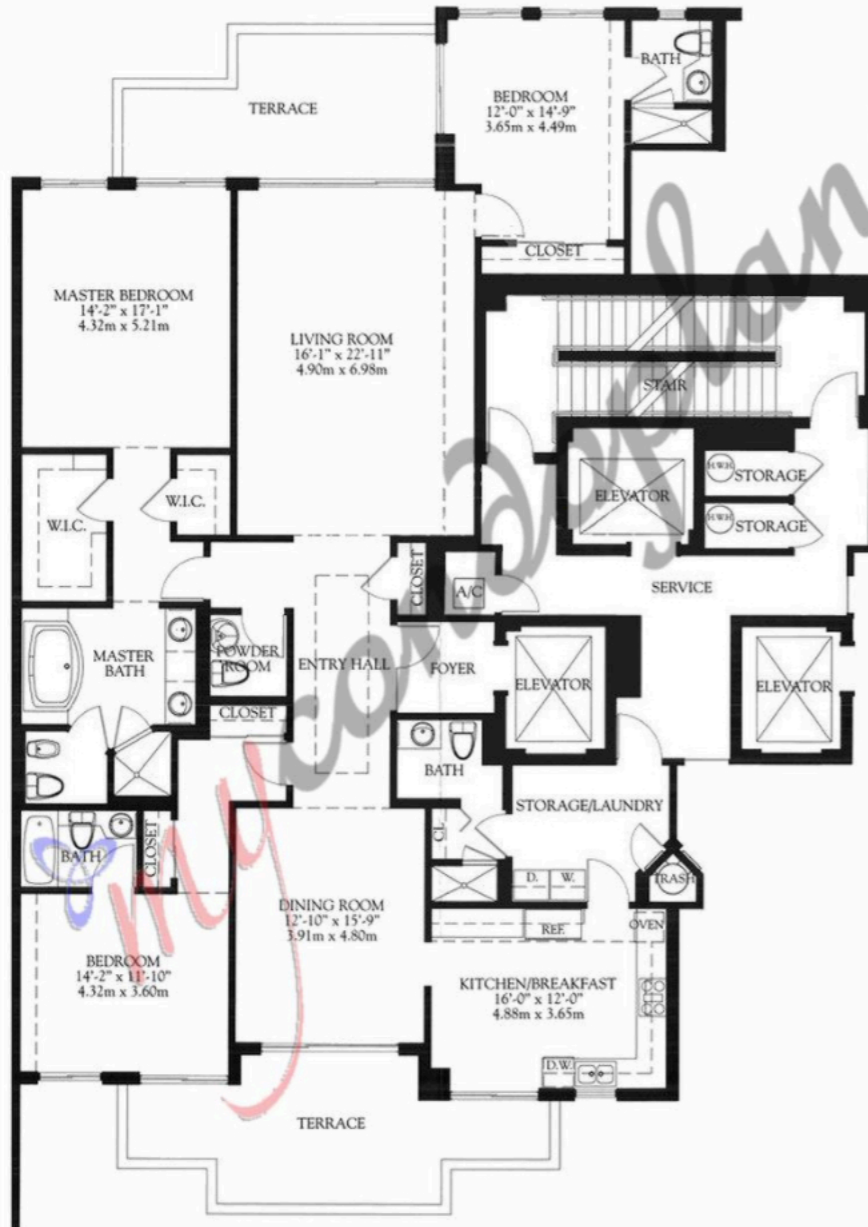 BATH
BEDROOM
12'-0" x 14'-9"
3.65m x 4.49m
TERRACE
CLOSET
MASTER BEDROOM
14'-2" x 17'-1"
4.32m x 5.21m
LIVING ROOM
16'-1" x 22'-11"
4.90m x 6.98m
STAIR
W.I.C.
W.I.C.
ELEVATOR
H.W.H.
STORAGE
H.W.H.
STORAGE
CLOSET
A/C
SERVICE
MASTER
BATH
POWDER
ROOM
ENTRY HALL
FOYER
ELEVATOR
ELEVATOR
CLOSET
BATH
STORAGE/LAUNDRY
CL
BATH
CLOSET
D.
W.
TRASH
DINING ROOM
12'-10" x 15'-9"
3.91m x 4.80m
REF.
OVEN
BEDROOM
14'-2" x 11'-10"
4.32m x 3.60m
KITCHEN/BREAKFAST
16'-0" x 12'-0"
4.88m x 3.65m
D.W.
TERRACE
mycondoplan